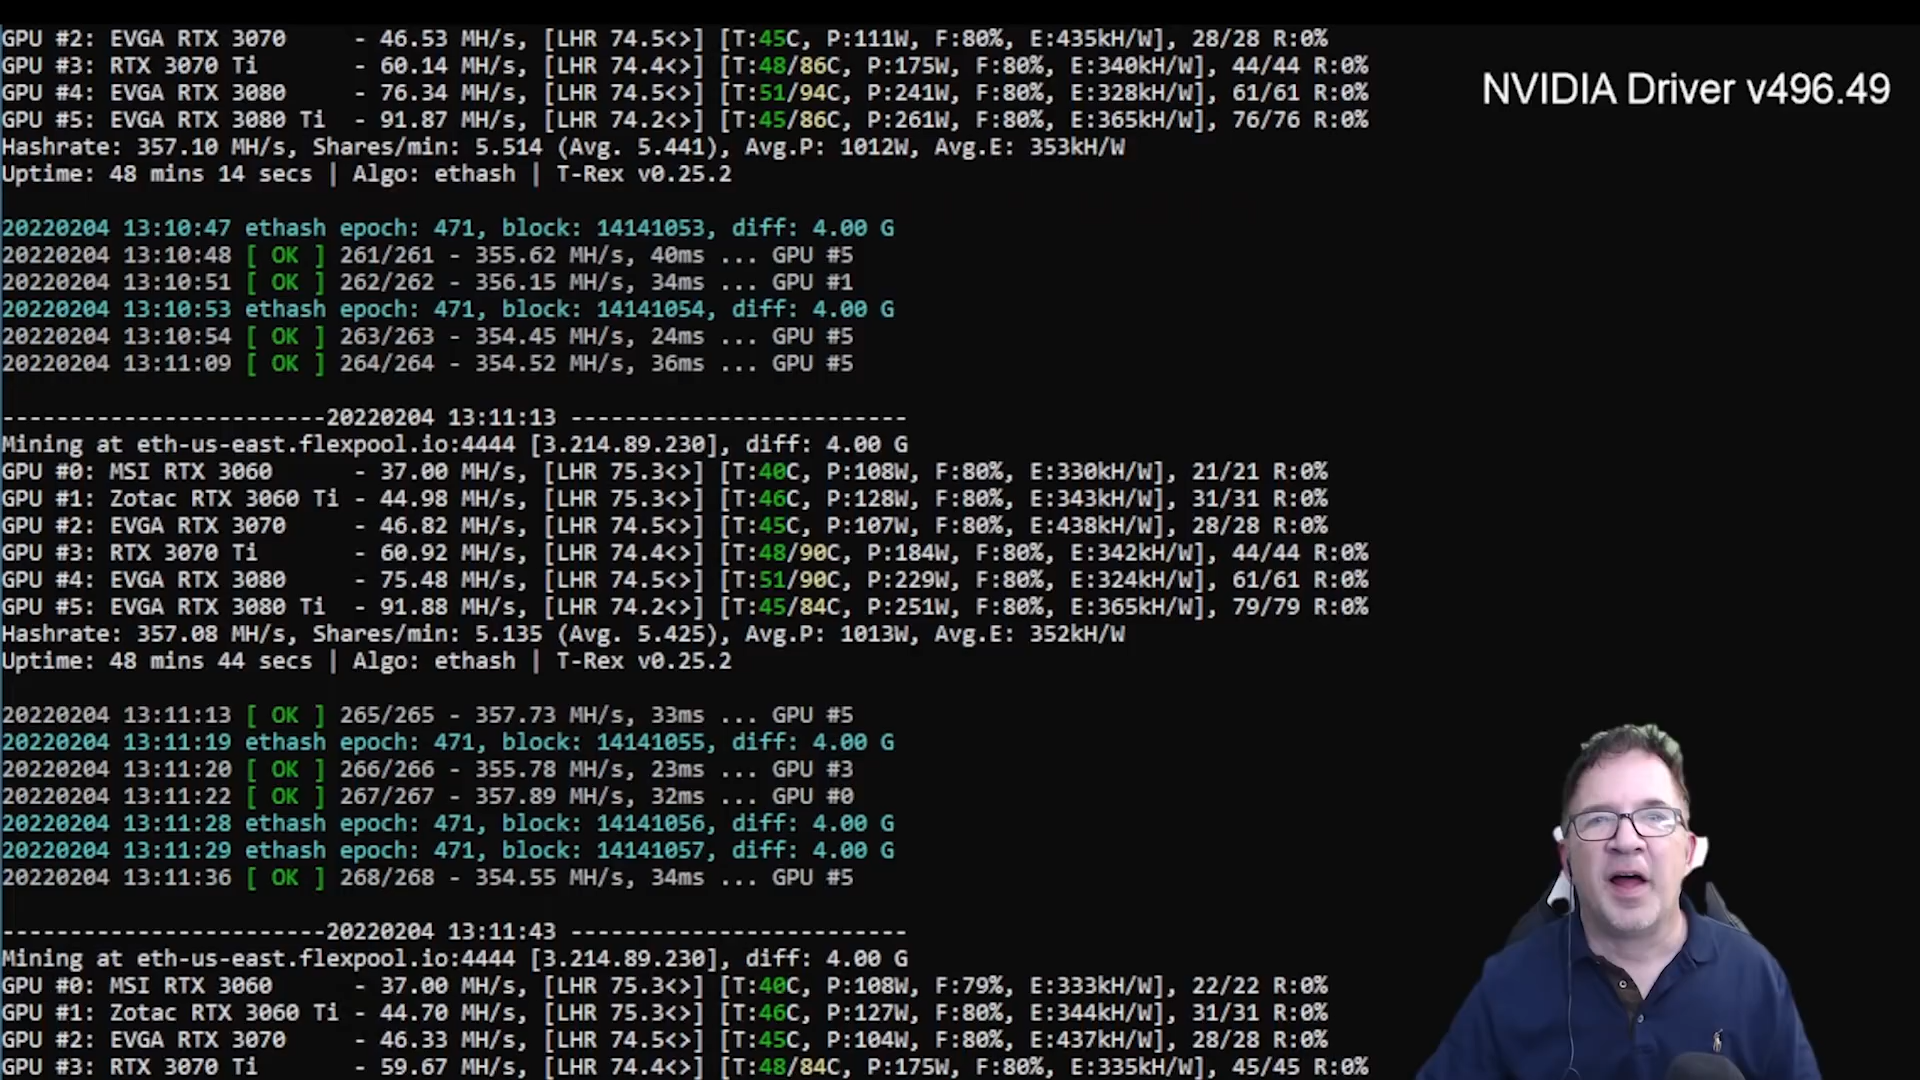 GPU #2: EVGA RTX 3070     - 46.53 MH/s, [LHR 74.5<>] [T:45C, P:111W, F:80%, E:435kH/W], 28/28 R:0%
GPU #3: RTX 3070 Ti       - 60.14 MH/s, [LHR 74.4<>] [T:48/86C, P:175W, F:80%, E:340kH/W], 44/44 R:0%
NVIDIA Driver v496.49
GPU #4: EVGA RTX 3080     - 76.34 MH/s, [LHR 74.5<>] [T:51/94C, P:241W, F:80%, E:328kH/W], 61/61 R:0%
GPU #5: EVGA RTX 3080 Ti  - 91.87 MH/s, [LHR 74.2<>] [T:45/86C, P:261W, F:80%, E:365kH/W], 76/76 R:0%
Hashrate: 357.10 MH/s, Shares/min: 5.514 (Avg. 5.441), Avg.P: 1012W, Avg.E: 353kH/W
Uptime: 48 mins 14 secs | Algo: ethash | T-Rex v0.25.2
20220204 13:10:47 ethash epoch: 471, block: 14141053, diff: 4.00 G
20220204 13:10:48 [ OK ] 261/261 - 355.62 MH/s, 40ms ... GPU #5
20220204 13:10:51 [ OK ] 262/262 - 356.15 MH/s, 34ms ... GPU #1
20220204 13:10:53 ethash epoch: 471, block: 14141054, diff: 4.00 G
20220204 13:10:54 [ OK ] 263/263 - 354.45 MH/s, 24ms ... GPU #5
20220204 13:11:09 [ OK ] 264/264 - 354.52 MH/s, 36ms ... GPU #5
------------------------20220204 13:11:13 -------------------------
Mining at eth-us-east.flexpool.io:4444 [3.214.89.230], diff: 4.00 G
GPU #0: MSI RTX 3060      - 37.00 MH/s, [LHR 75.3<>] [T:40C, P:108W, F:80%, E:330kH/W], 21/21 R:0%
GPU #1: Zotac RTX 3060 Ti - 44.98 MH/s, [LHR 75.3<>] [T:46C, P:128W, F:80%, E:343kH/W], 31/31 R:0%
GPU #2: EVGA RTX 3070     - 46.82 MH/s, [LHR 74.5<>] [T:45C, P:107W, F:80%, E:438kH/W], 28/28 R:0%
GPU #3: RTX 3070 Ti       - 60.92 MH/s, [LHR 74.4<>] [T:48/90C, P:184W, F:80%, E:342kH/W], 44/44 R:0%
GPU #4: EVGA RTX 3080     - 75.48 MH/s, [LHR 74.5<>] [T:51/90C, P:229W, F:80%, E:324kH/W], 61/61 R:0%
GPU #5: EVGA RTX 3080 Ti  - 91.88 MH/s, [LHR 74.2<>] [T:45/84C, P:251W, F:80%, E:365kH/W], 79/79 R:0%
Hashrate: 357.08 MH/s, Shares/min: 5.135 (Avg. 5.425), Avg.P: 1013W, Avg.E: 352kH/W
Uptime: 48 mins 44 secs | Algo: ethash | T-Rex v0.25.2
20220204 13:11:13 [ OK ] 265/265 - 357.73 MH/s, 33ms ... GPU #5
20220204 13:11:19 ethash epoch: 471, block: 14141055, diff: 4.00 G
20220204 13:11:20 [ OK ] 266/266 - 355.78 MH/s, 23ms ... GPU #3
20220204 13:11:22 [ OK ] 267/267 - 357.89 MH/s, 32ms ... GPU #0
20220204 13:11:28 ethash epoch: 471, block: 14141056, diff: 4.00 G
20220204 13:11:29 ethash epoch: 471, block: 14141057, diff: 4.00 G
20220204 13:11:36 [ OK ] 268/268 - 354.55 MH/s, 34ms ... GPU #5
------------------------20220204 13:11:43 -------------------------
Mining at eth-us-east.flexpool.io:4444 [3.214.89.230], diff: 4.00 G
GPU #0: MSI RTX 3060      - 37.00 MH/s, [LHR 75.3<>] [T:40C, P:108W, F:79%, E:333kH/W], 22/22 R:0%
GPU #1: Zotac RTX 3060 Ti - 44.70 MH/s, [LHR 75.3<>] [T:46C, P:127W, F:80%, E:344kH/W], 31/31 R:0%
GPU #2: EVGA RTX 3070     - 46.33 MH/s, [LHR 74.5<>] [T:45C, P:104W, F:80%, E:437kH/W], 28/28 R:0%
GPU #3: RTX 3070 Ti       - 59.67 MH/s, [LHR 74.4<>] [T:48/84C, P:175W, F:80%, E:335kH/W], 45/45 R:0%